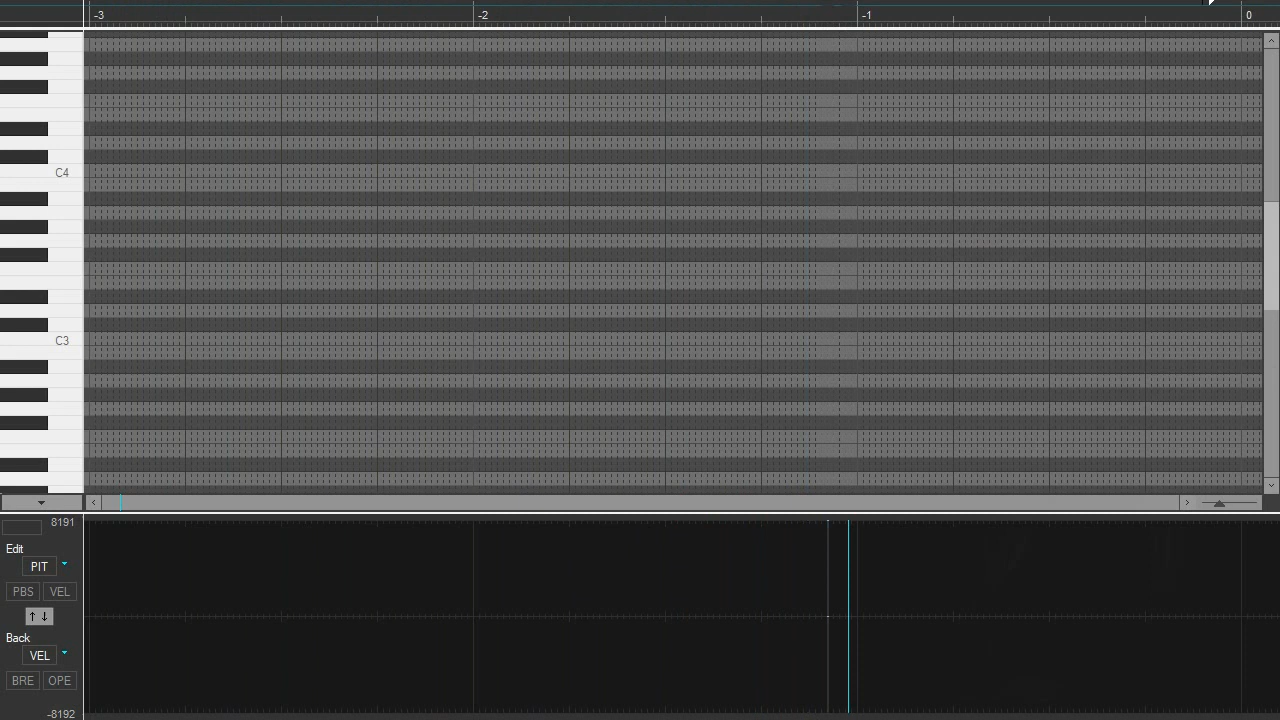 -3 -2 -1 0
C4
C3
8191
Edit
PIT
PBS VEL
↑ ↓
Back
VEL
BRE OPE
-8192